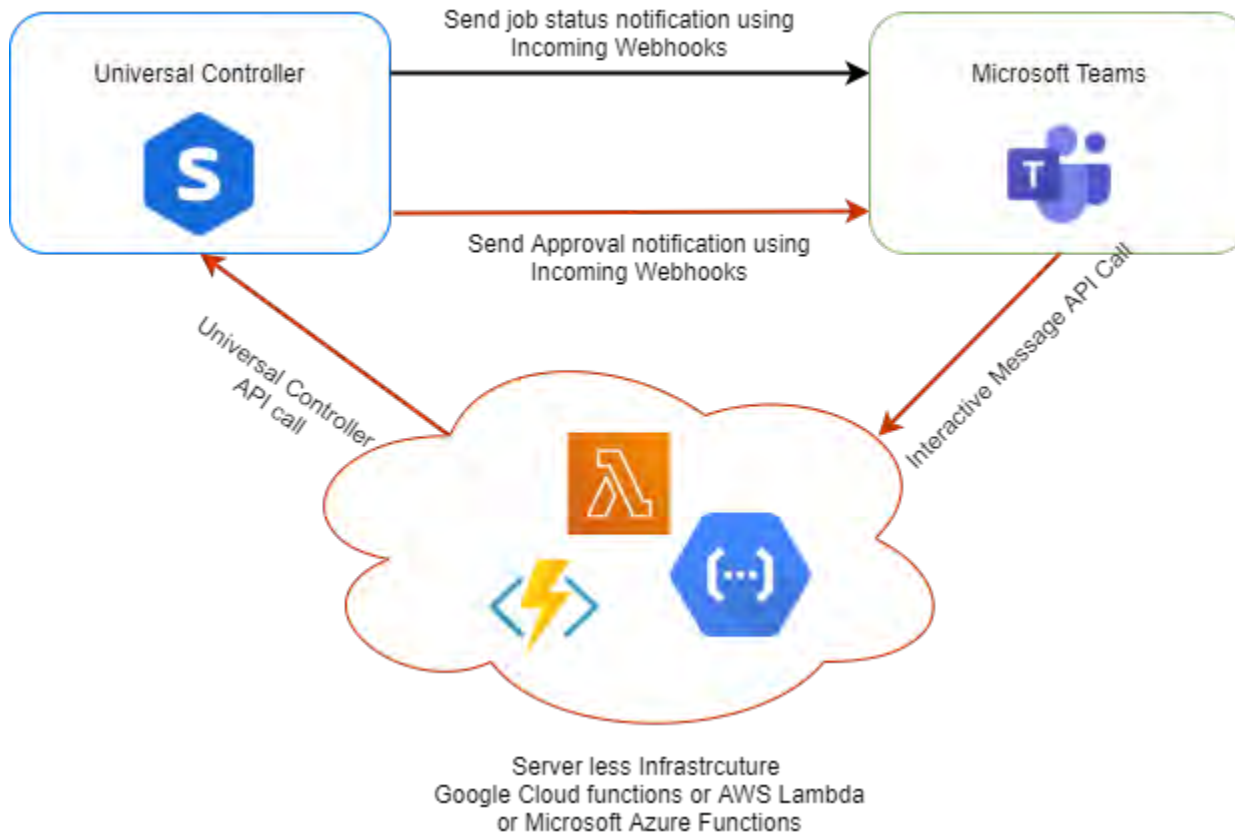 Send job status notification using
Incoming Webhooks
Universal Controller
Microsoft Teams
S
T
Send Approval notification using
Incoming Webhooks
Universal Controller
API call
Interactive Message API Call
λ
(...)
Server less Infrastrcuture
Google Cloud functions or AWS Lambda
or Microsoft Azure Functions